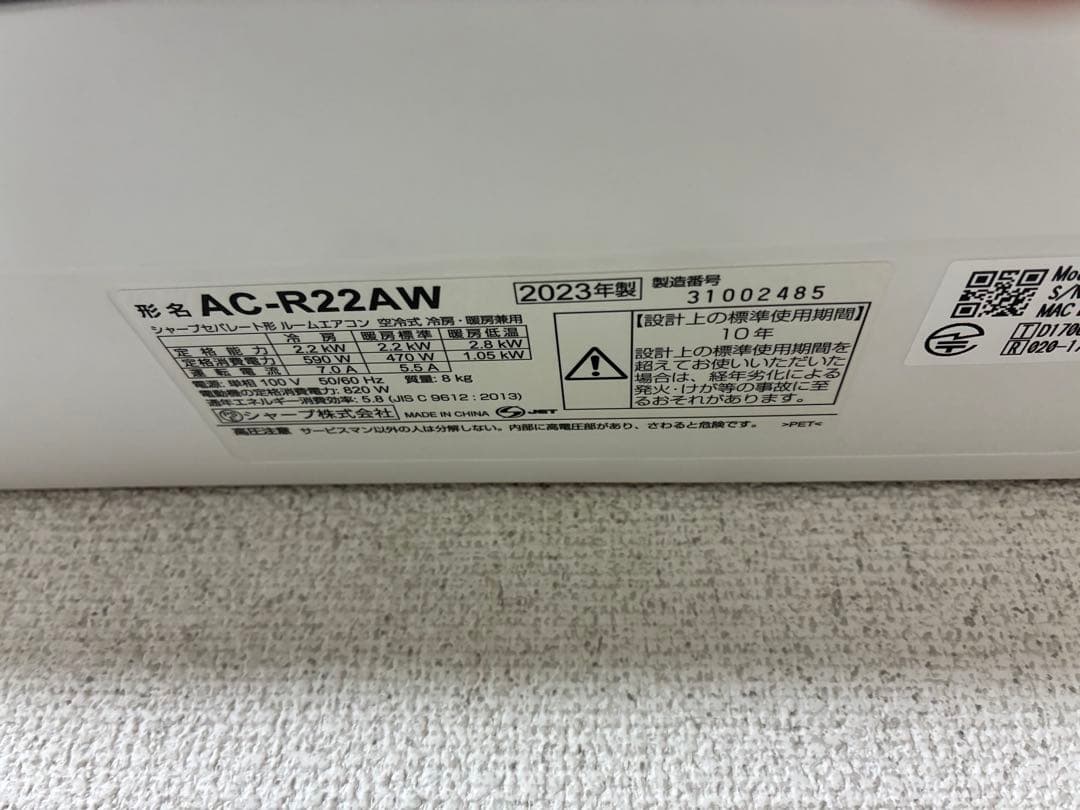 形名 AC-R22AW 2023年製 製造番号 31002485
シャープセパレート形 ルームエアコン 空冷式 冷房・暖房兼用
冷房 暖房標準 暖房低温
定格能力 2.2 kW 2.2 kW 2.8 kW
定格消費電力 590 W 470 W 1.05 kW
運転電流 7.0 A 5.5 A
電源: 単相 100 V 50/60 Hz 質量: 8 kg
電動機の定格消費電力: 820 W
通年エネルギー消費効率: 5.8 (JIS C 9612 : 2013)
シャープ株式会社 MADE IN CHINA JET
高圧注意 サービスマン以外の人は分解しない。内部に高電圧部があり、さわると危険です。 >PET<
【設計上の標準使用期間】
10年
設計上の標準使用期間を
超えてお使いいただいた
場合は、経年劣化による
発火・けが等の事故に至
るおそれがあります。
S/N
MAC
T D1700
R 020-17